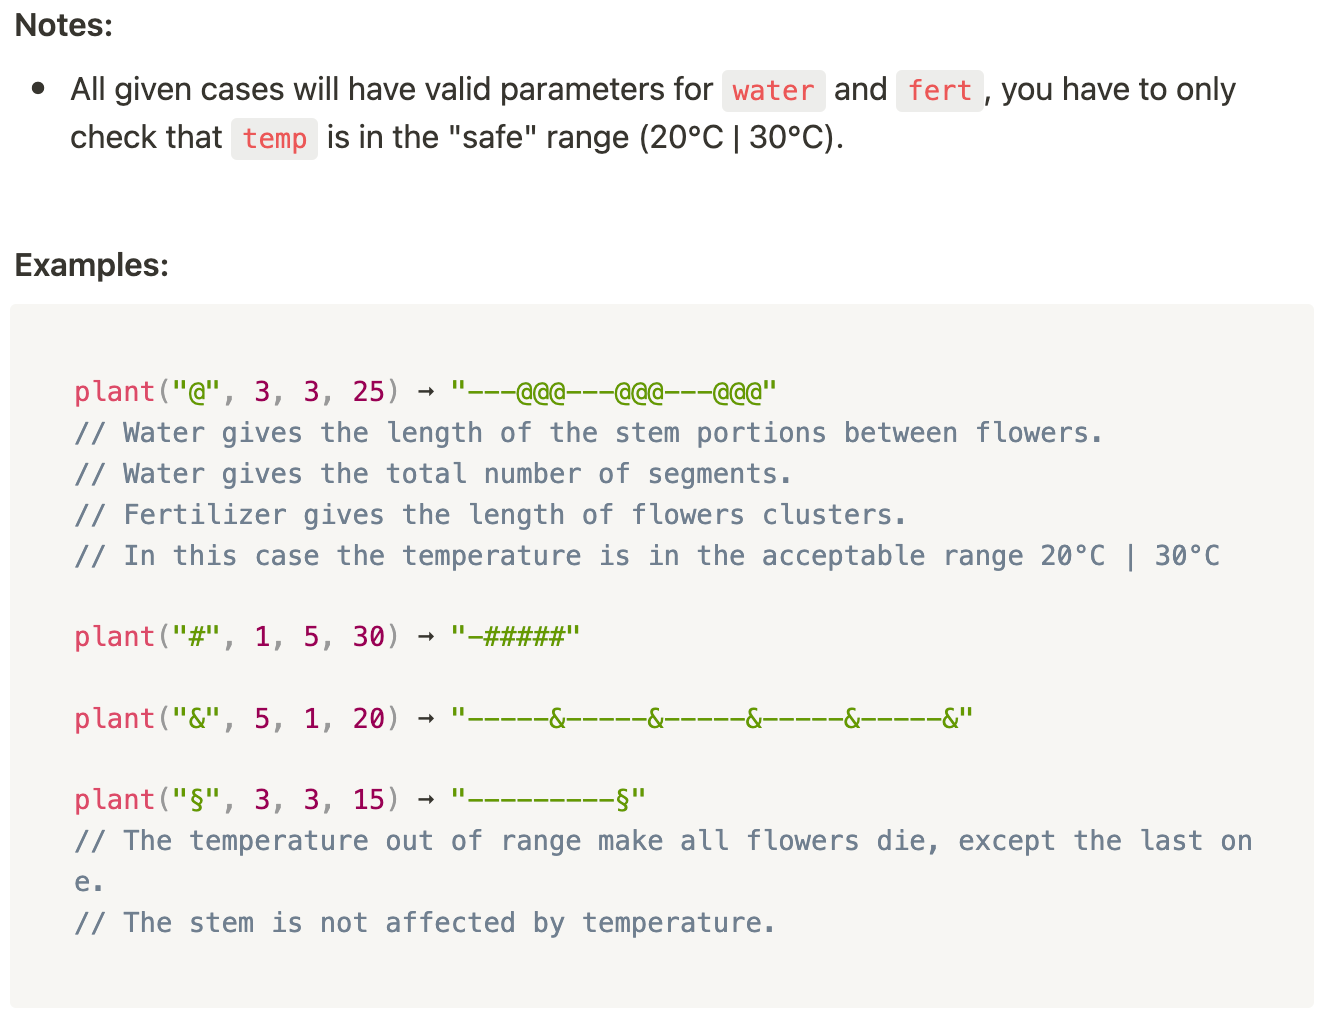 Notes:
• All given cases will have valid parameters for water and fert, you have to only
check that temp is in the "safe" range (20°C | 30°C).
Examples:
plant("@", 3, 3, 25) → "---@@@---@@@---@@@"
// Water gives the length of the stem portions between flowers.
// Water gives the total number of segments.
// Fertilizer gives the length of flowers clusters.
// In this case the temperature is in the acceptable range 20°C | 30°C
plant("#", 1, 5, 30) → "-#####"
plant("&", 5, 1, 20) → "-----&-----&-----&-----&-----&"
plant("§", 3, 3, 15) → "---------§"
// The temperature out of range make all flowers die, except the last on
e.
// The stem is not affected by temperature.